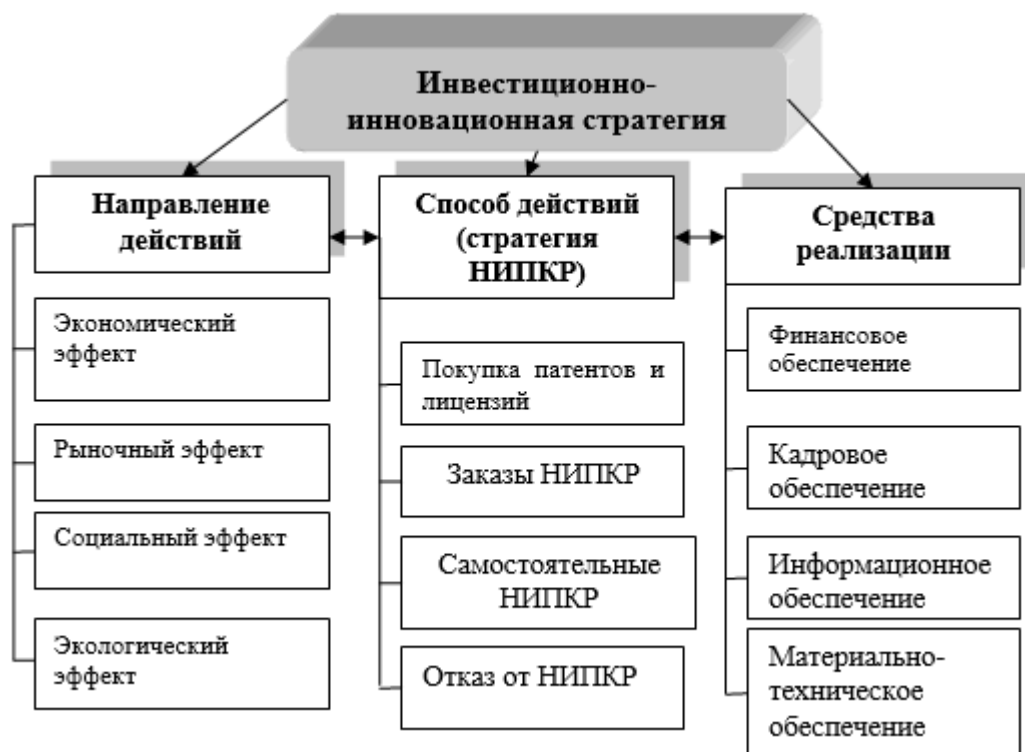 Инвестиционно-
инновационная стратегия
Направление
действий
Экономический
эффект
Рыночный эффект
Социальный эффект
Экологический
эффект
Способ действий
(стратегия
НИПКР)
Покупка патентов и
лицензий
Заказы НИПКР
Самостоятельные
НИПКР
Отказ от НИПКР
Средства
реализации
Финансовое
обеспечение
Кадровое
обеспечение
Информационное
обеспечение
Материально-
техническое
обеспечение